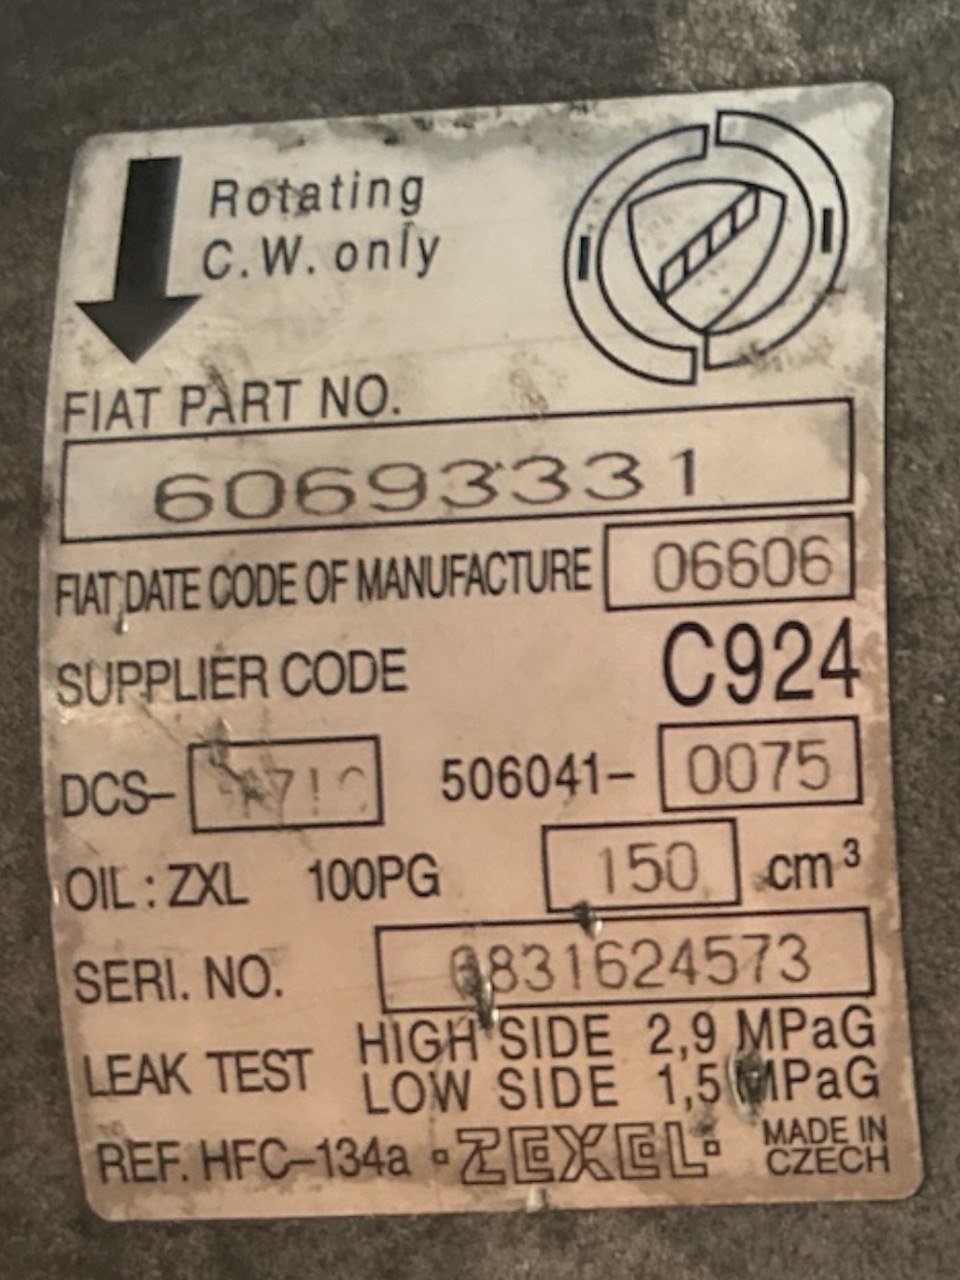 Rotating
C.W. only
FIAT PART NO.
60693331
FIAT DATE CODE OF MANUFACTURE 06606
SUPPLIER CODE C924
DCS- 506041- 0075
OIL : ZXL 100PG 150 cm³
SERI. NO. 6831624573
LEAK TEST HIGH SIDE 2,9 MPaG
LOW SIDE 1,5 MPaG
REF. HFC-134a ZEXEL MADE IN
CZECH